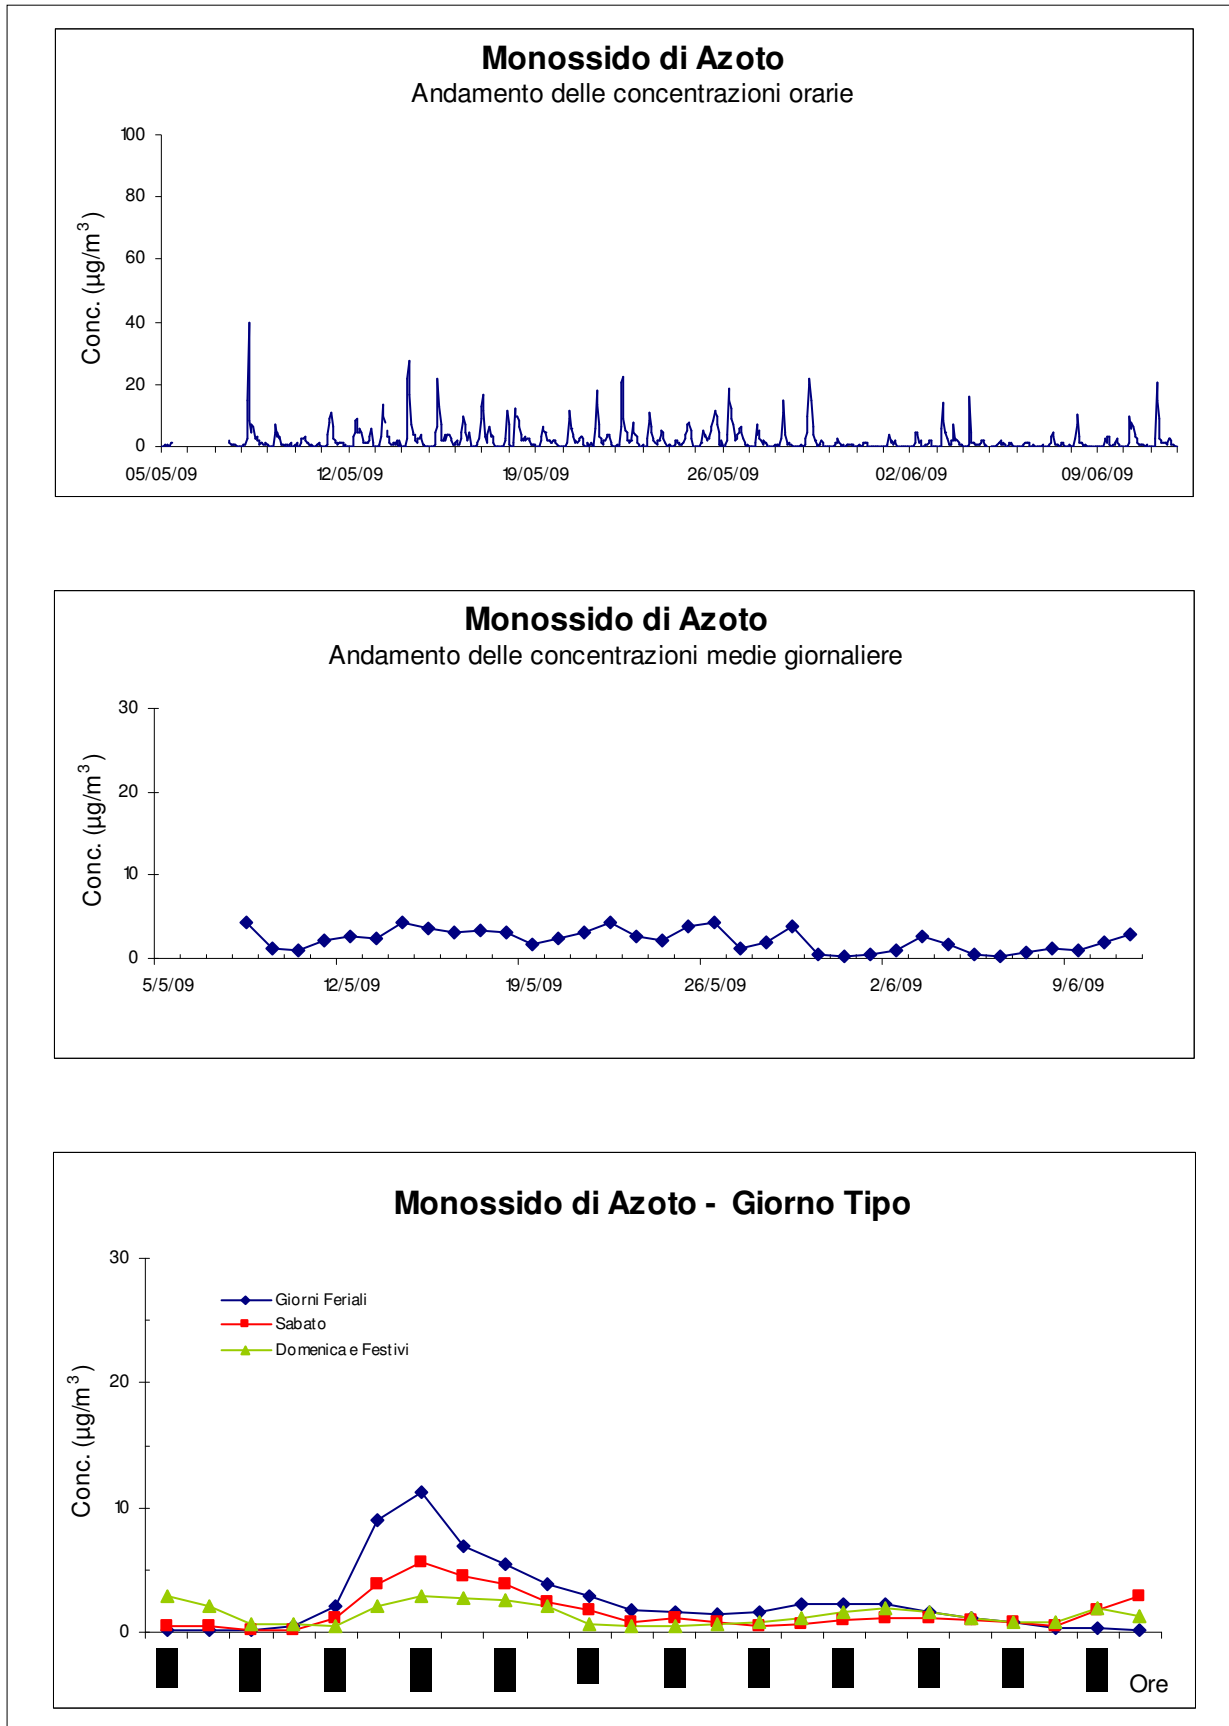 Monossido di Azoto
Andamento delle concentrazioni orarie
Conc. (µg/m³)
100
80
60
40
20
0
05/05/09 12/05/09 19/05/09 26/05/09 02/06/09 09/06/09
Monossido di Azoto
Andamento delle concentrazioni medie giornaliere
Conc. (µg/m³)
30
20
10
0
5/5/09 12/5/09 19/5/09 26/5/09 2/6/09 9/6/09
Monossido di Azoto - Giorno Tipo
Conc. (µg/m³)
30
20
10
0
Giorni Feriali
Sabato
Domenica e Festivi
Ore